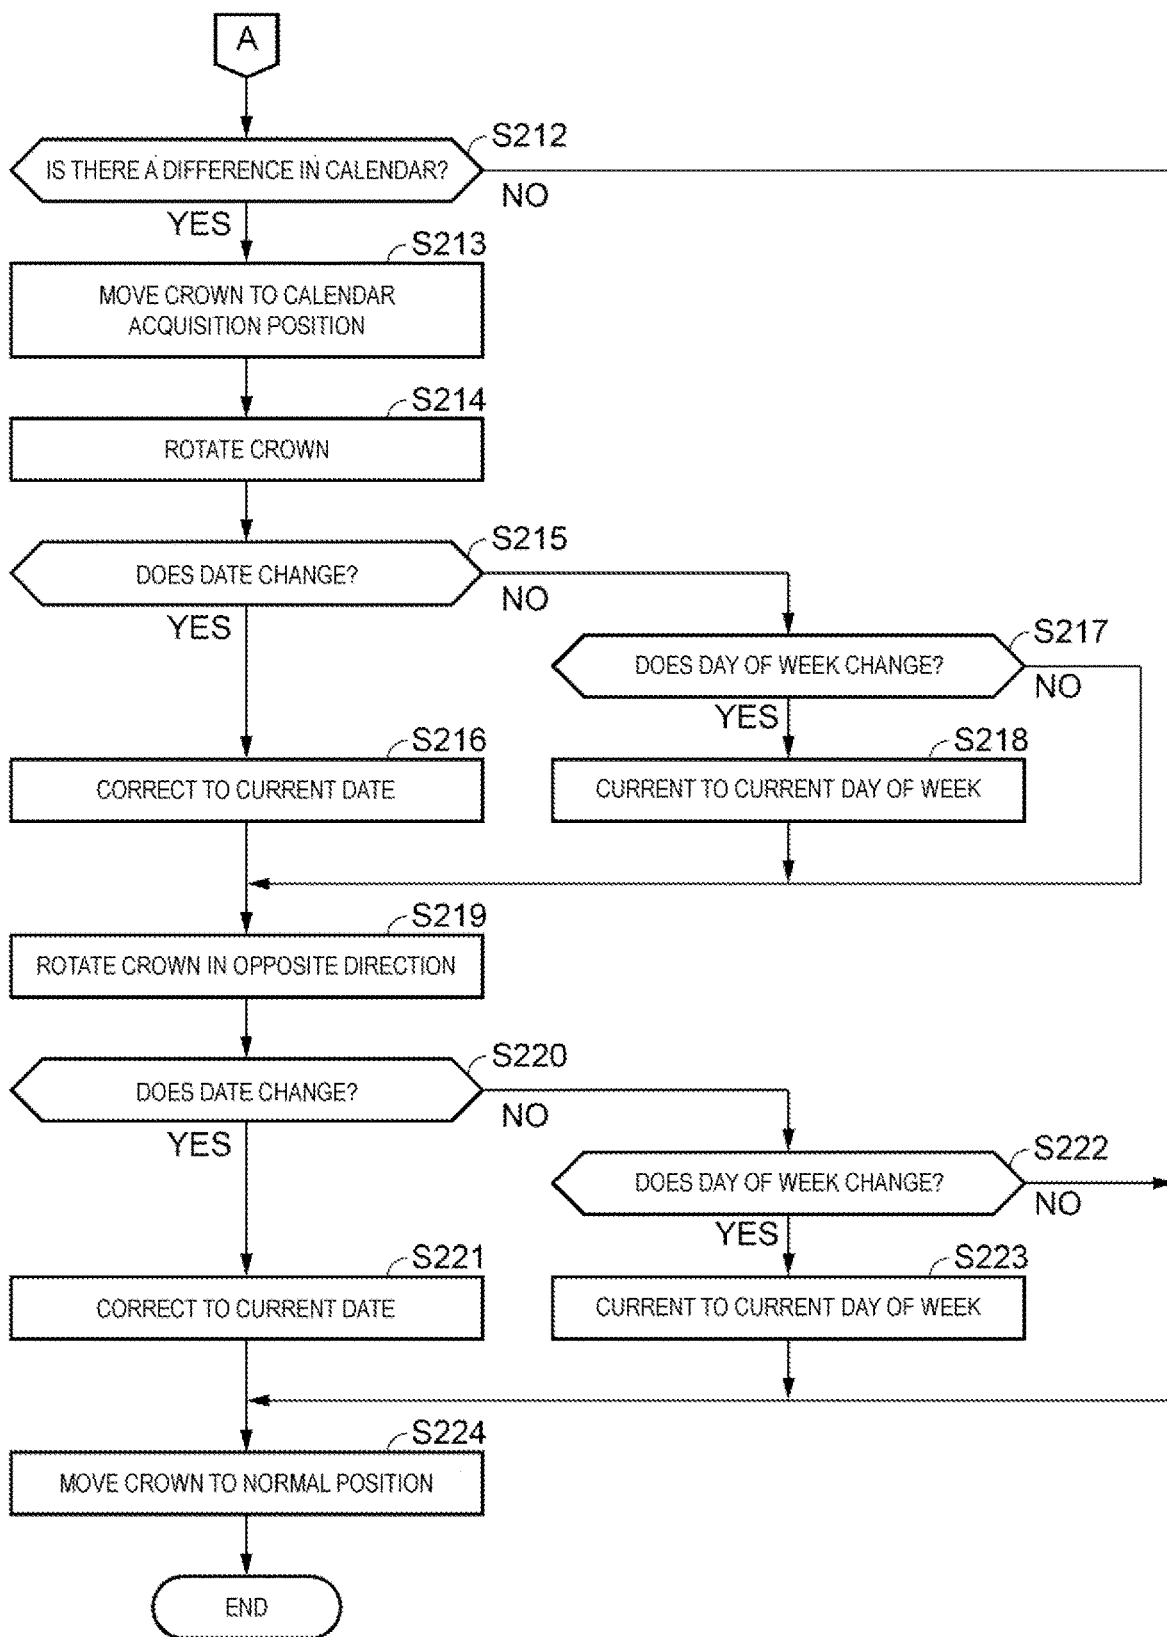 A
S212
IS THERE A DIFFERENCE IN CALENDAR?
NO
YES
S213
MOVE CROWN TO CALENDAR
ACQUISITION POSITION
S214
ROTATE CROWN
S215
DOES DATE CHANGE?
NO
YES
S217
DOES DAY OF WEEK CHANGE?
NO
YES
S216
CORRECT TO CURRENT DATE
S218
CURRENT TO CURRENT DAY OF WEEK
S219
ROTATE CROWN IN OPPOSITE DIRECTION
S220
DOES DATE CHANGE?
NO
YES
S222
DOES DAY OF WEEK CHANGE?
NO
YES
S221
CORRECT TO CURRENT DATE
S223
CURRENT TO CURRENT DAY OF WEEK
S224
MOVE CROWN TO NORMAL POSITION
END